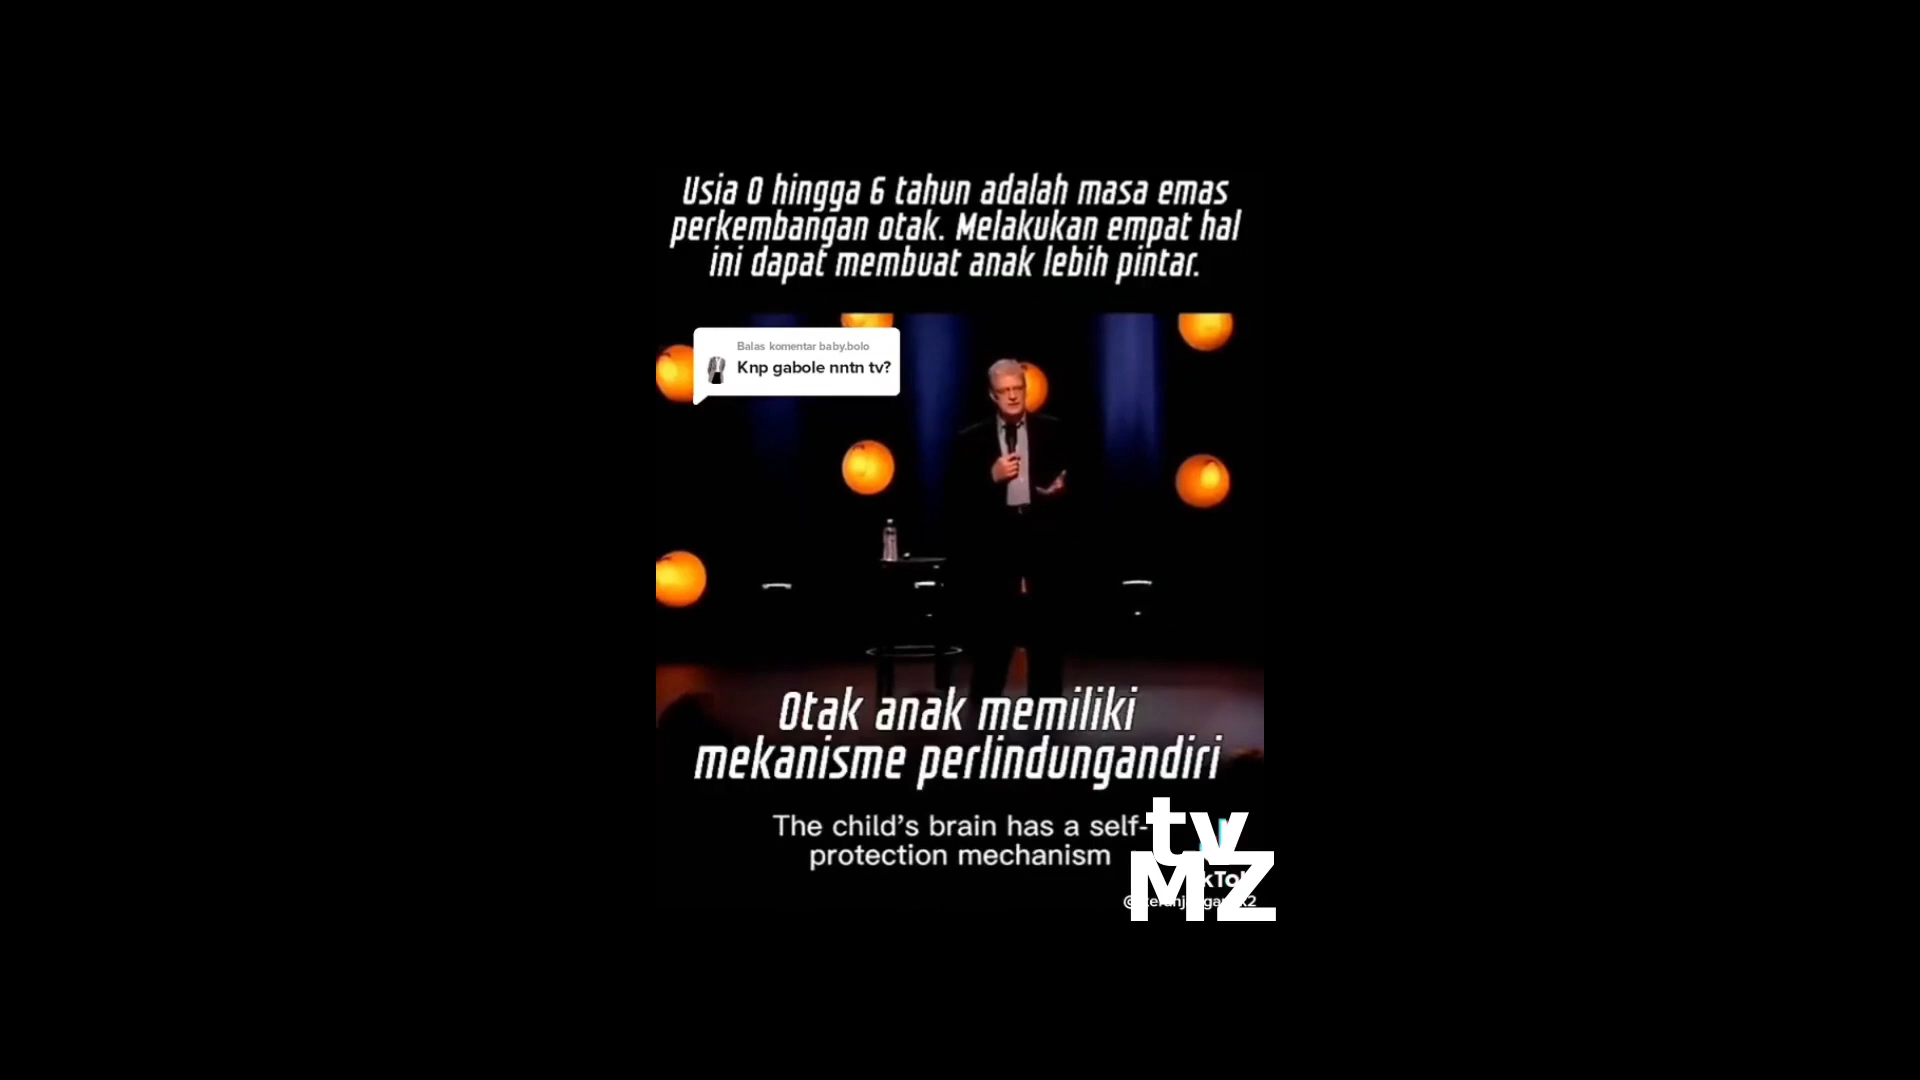 Usia 0 hingga 6 tahun adalah masa emas
perkembangan otak. Melakukan empat hal
ini dapat membuat anak lebih pintar.
Balas komentar baby.bolo
Knp gabole nntn tv?
Otak anak memiliki
mekanisme perlindungandiri
The child's brain has a self-
protection mechanism
tv
MZ